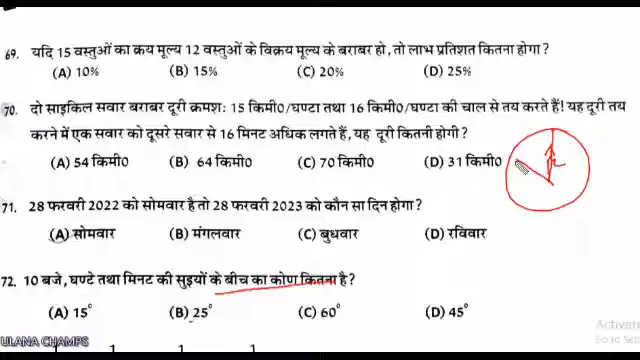 69. यदि 15 वस्तुओं का क्रय मूल्य 12 वस्तुओं के विक्रय मूल्य के बराबर हो, तो लाभ प्रतिशत कितना होगा?
(A) 10% (B) 15% (C) 20% (D) 25%
70. दो साइकिल सवार बराबर दूरी क्रमशः 15 किमी0/घण्टा तथा 16 किमी0/घण्टा की चाल से तय करते हैं! यह दूरी तय
करने में एक सवार को दूसरे सवार से 16 मिनट अधिक लगते हैं, यह दूरी कितनी होगी?
(A) 54 किमी0 (B) 64 किमी0 (C) 70 किमी0 (D) 31 किमी0
71. 28 फरवरी 2022 को सोमवार है तो 28 फरवरी 2023 को कौन सा दिन होगा?
(A) सोमवार (B) मंगलवार (C) बुधवार (D) रविवार
72. 10 बजे, घण्टे तथा मिनट की सुइयों के बीच का कोण कितना है?
(A) 15° (B) 25° (C) 60° (D) 45°
Activate
Go to Set
ULANA CHAMPS